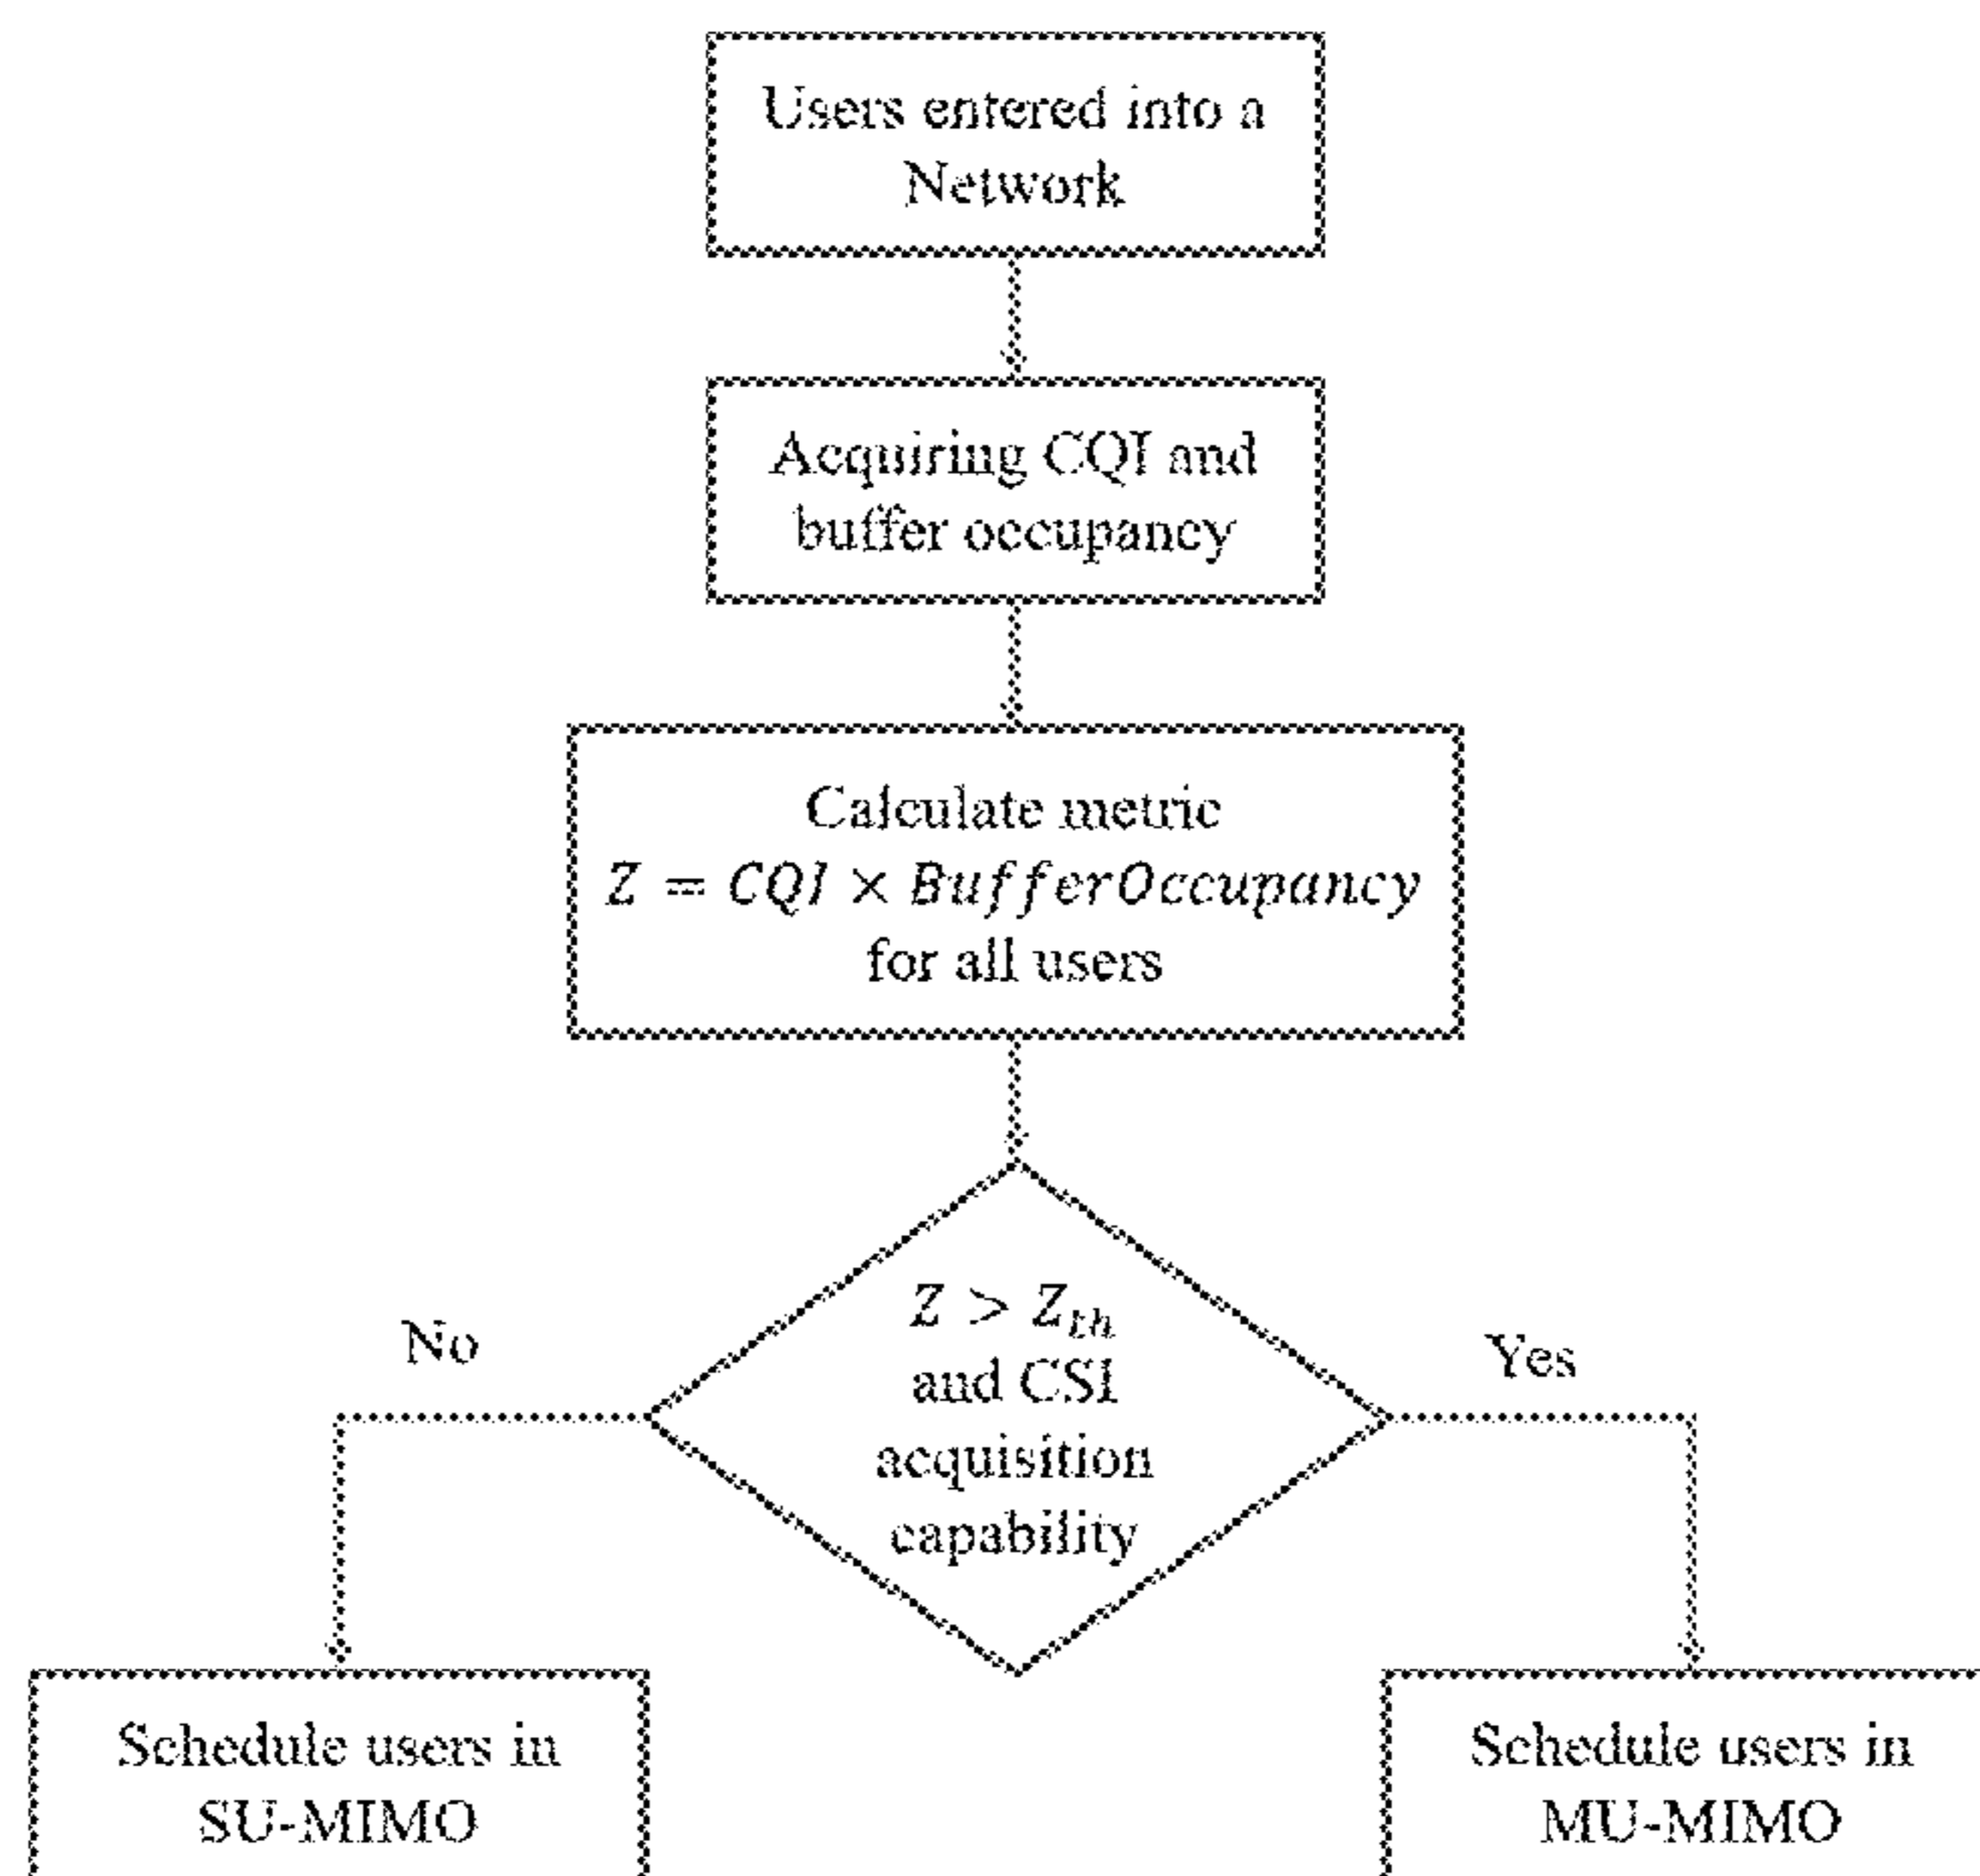 Users entered into a
Network
Acquiring CQI and
buffer occupancy
Calculate metric
Z = CQI × BufferOccupancy
for all users
Z > Z_th
and CSI
acquisition
capability
No
Yes
Schedule users in
SU-MIMO
Schedule users in
MU-MIMO